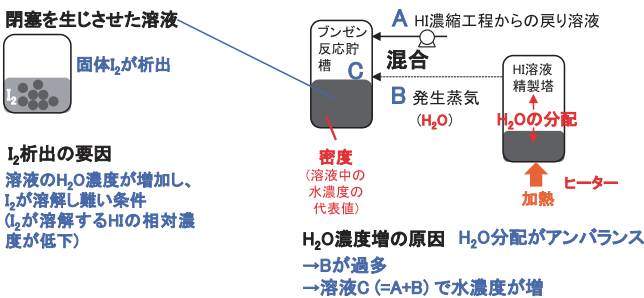 閉塞を生じさせた溶液
固体I2が析出
I2
I2析出の要因
溶液のH2O濃度が増加し、
I2が溶解し難い条件
(I2が溶解するHIの相対濃
度が低下)
ブンゼン
反応貯
槽
C
A HI濃縮工程からの戻り溶液
混合
B 発生蒸気
(H2O)
HI溶液
精製塔
H2Oの分配
ヒーター
加熱
密度
(溶液中の
水濃度の
代表値)
H2O濃度増の原因 H2O分配がアンバランス
→Bが過多
→溶液C (=A+B) で水濃度が増